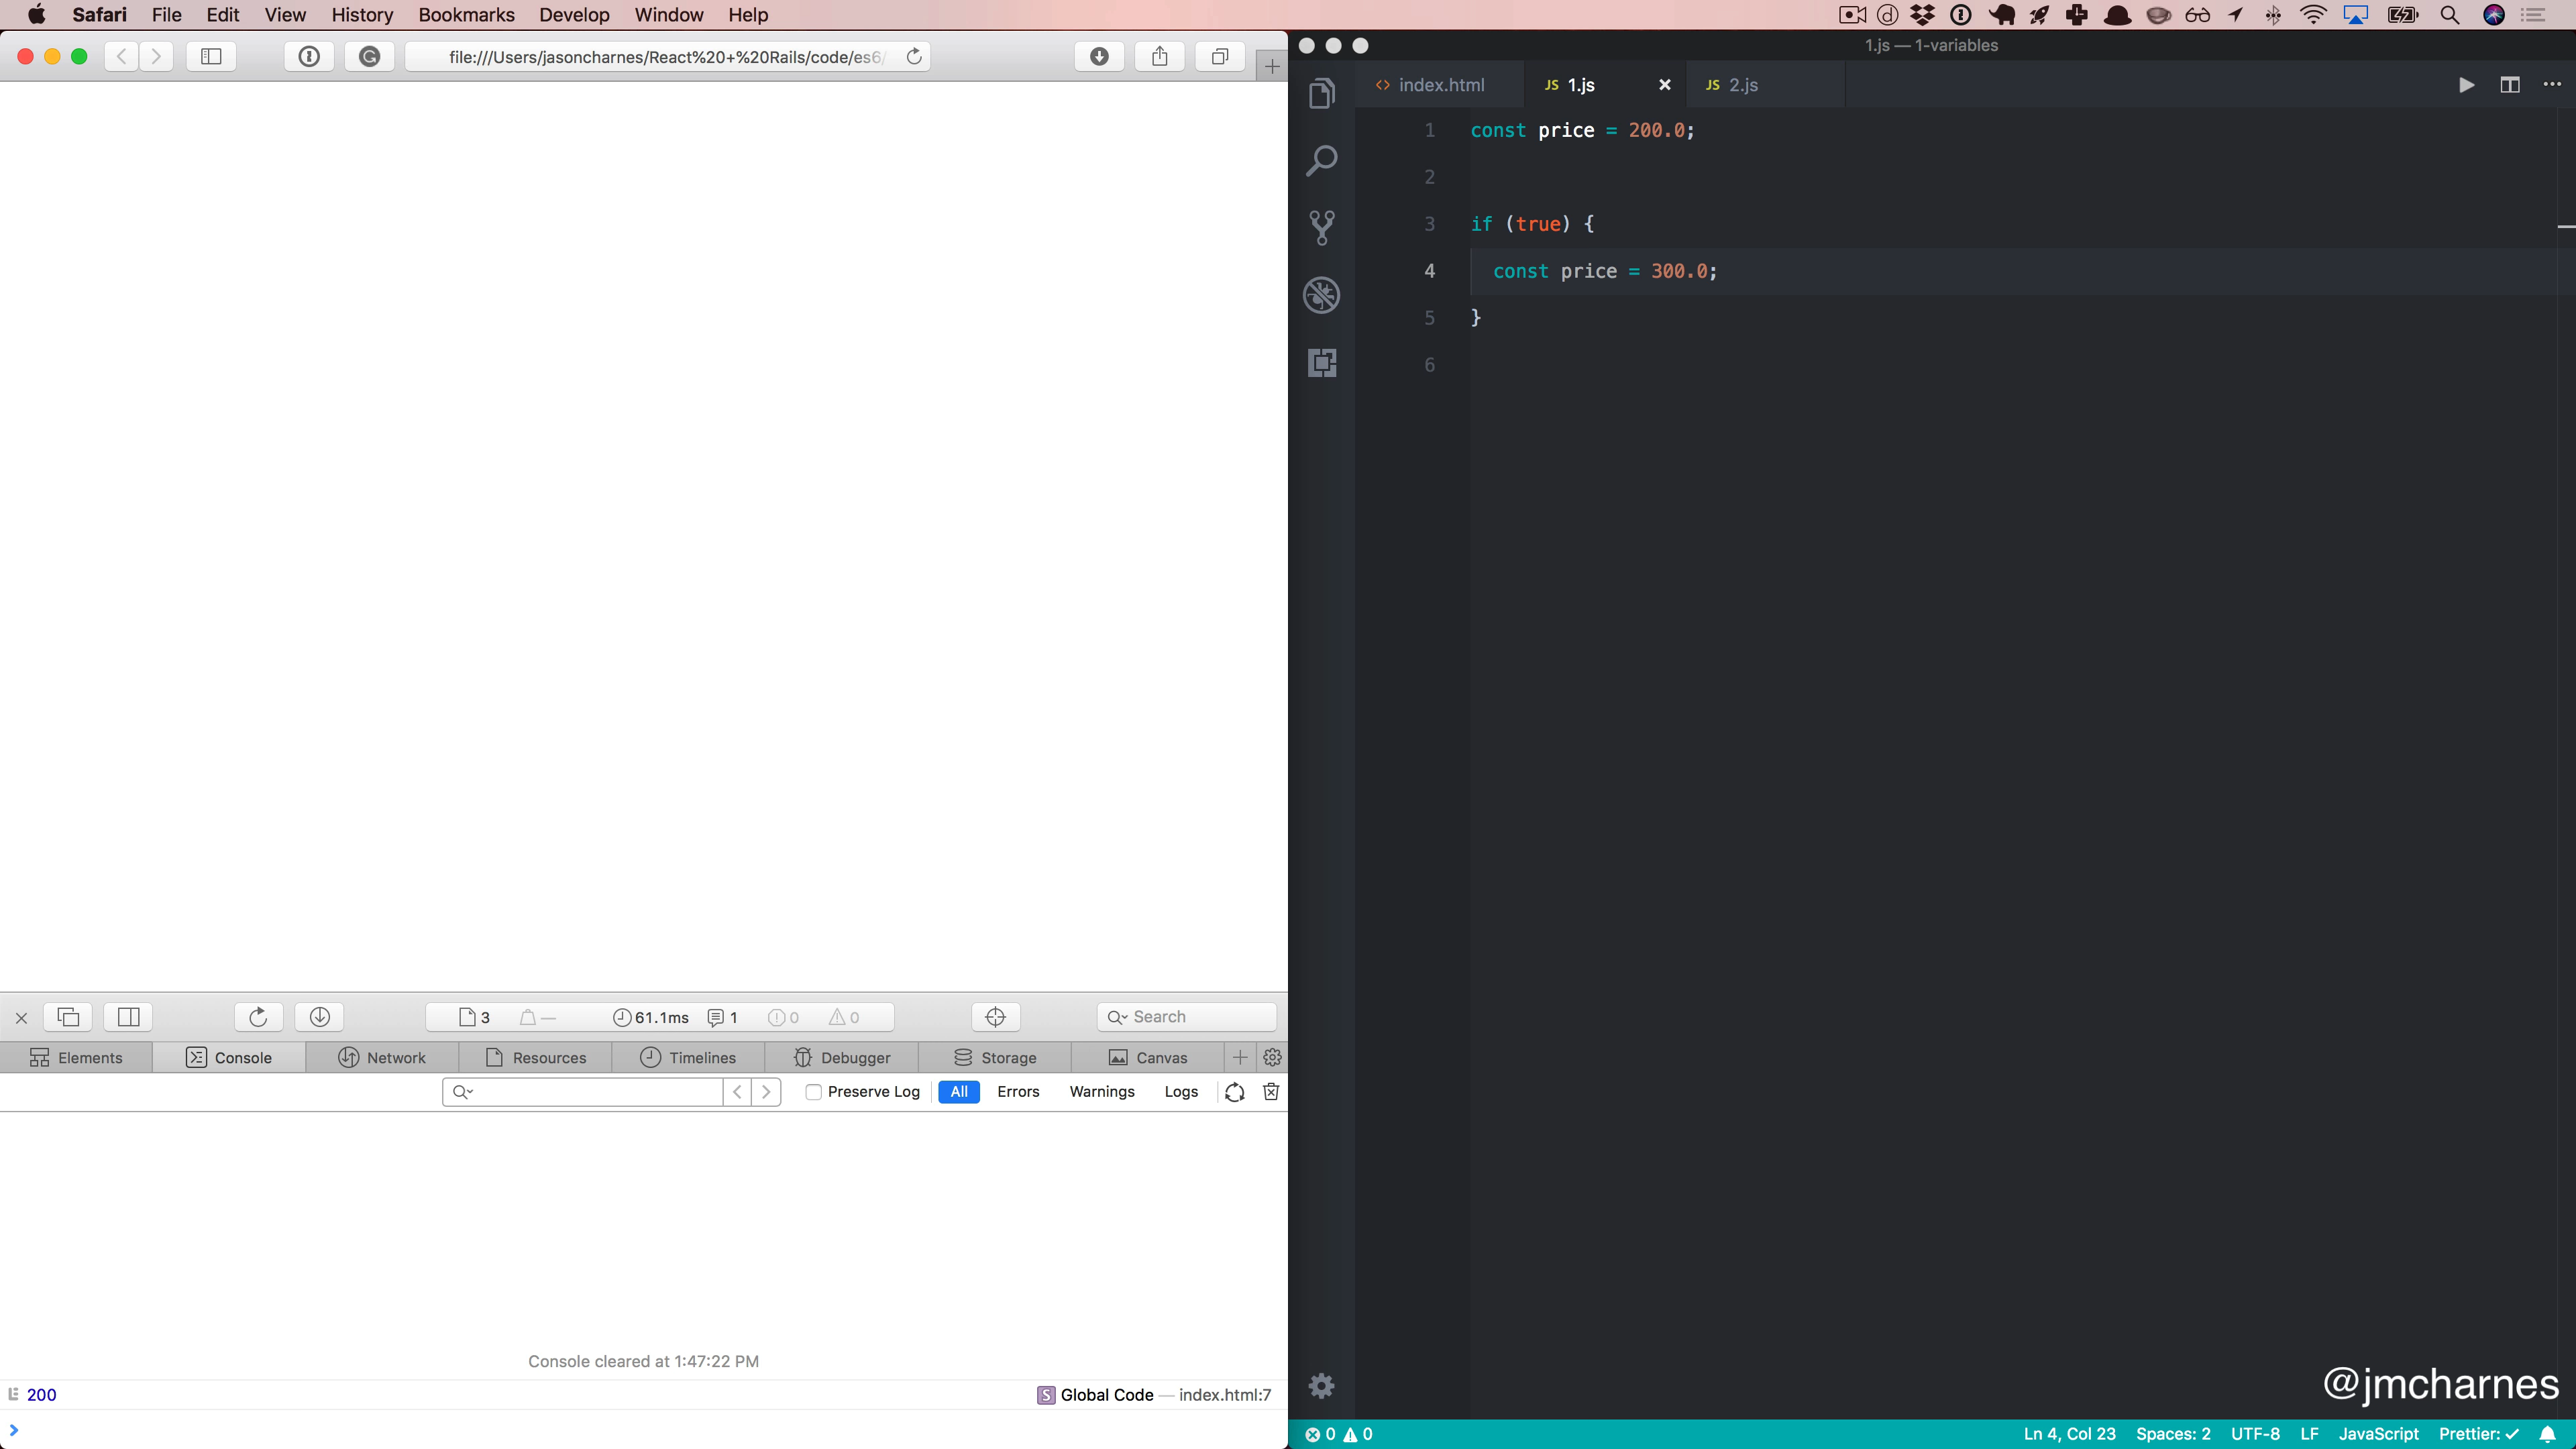 Safari File Edit View History Bookmarks Develop Window Help
file:///Users/jasoncharnes/React%20+%20Rails/code/es6/
1.js — 1-variables
index.html
JS 1.js
JS 2.js
1 const price = 200.0;
2
3 if (true) {
4 const price = 300.0;
5 }
6
3 — 61.1ms 1 0 0
Search
Elements Console Network Resources Timelines Debugger Storage Canvas
Preserve Log All Errors Warnings Logs
Console cleared at 1:47:22 PM
200 S Global Code — index.html:7
@jmcharnes
0 0 Ln 4, Col 23 Spaces: 2 UTF-8 LF JavaScript Prettier: ✓